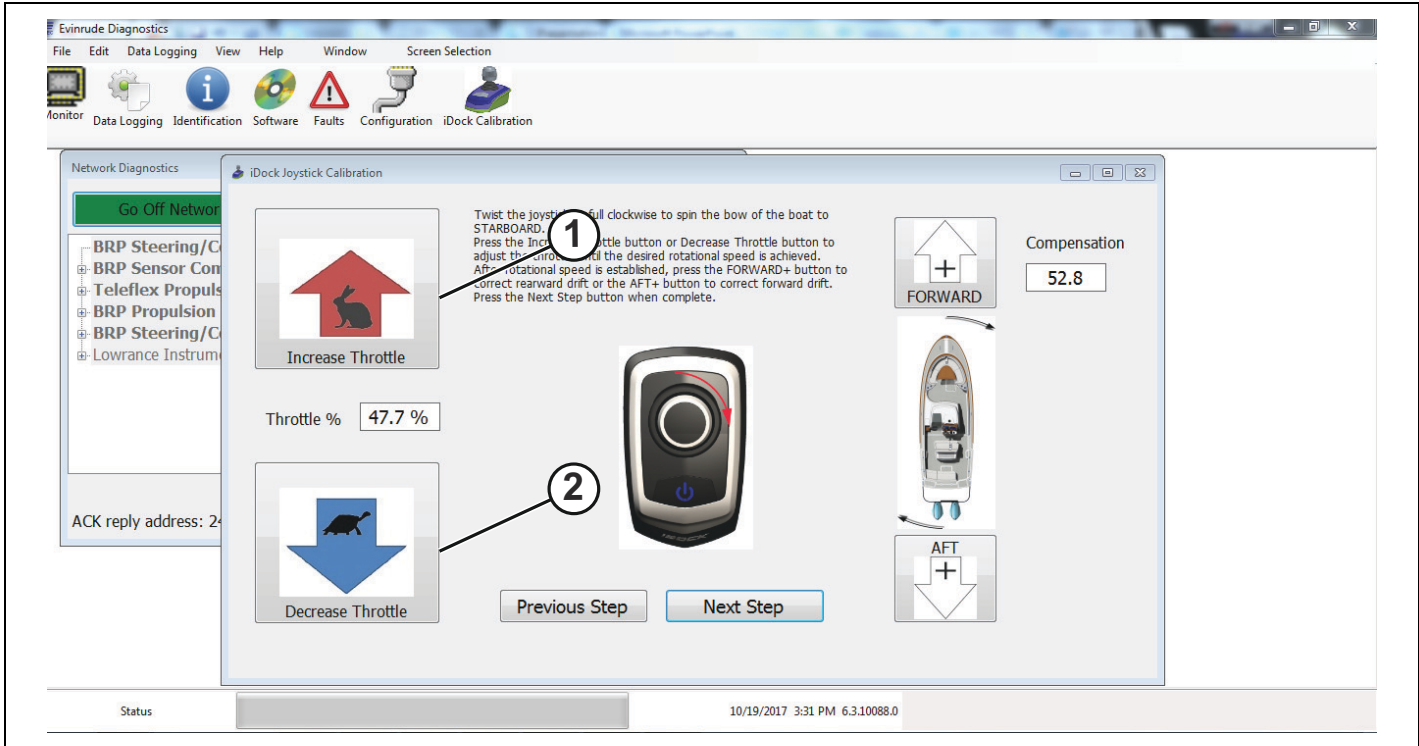 Evinrude Diagnostics
File Edit Data Logging View Help Window Screen Selection
Monitor Data Logging Identification Software Faults Configuration iDock Calibration
Network Diagnostics
iDock Joystick Calibration
Go Off Networ
BRP Steering/C
BRP Sensor Con
Teleflex Propuls
BRP Propulsion
BRP Steering/C
Lowrance Instrum
ACK reply address: 24
Increase Throttle
Throttle % 47.7 %
Decrease Throttle
Twist the joystick full clockwise to spin the bow of the boat to
STARBOARD.
Press the Inc ottle button or Decrease Throttle button to
adjust the thro til the desired rotational speed is achieved.
After rotational speed is established, press the FORWARD+ button to
correct rearward drift or the AFT+ button to correct forward drift.
Press the Next Step button when complete.
1
2
iDOCK
Previous Step Next Step
+
FORWARD
Compensation
52.8
AFT
+
Status 10/19/2017 3:31 PM 6.3.10088.0